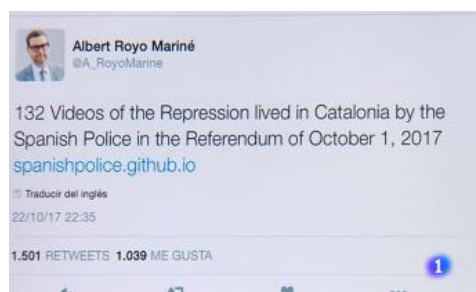 Albert Royo Mariné
@A_RoyoMarine
132 Videos of the Repression lived in Catalonia by the
Spanish Police in the Referendum of October 1, 2017
spanishpolice.github.io
Traducir del inglés
22/10/17 22:35
1.501 RETWEETS 1.039 ME GUSTA
1